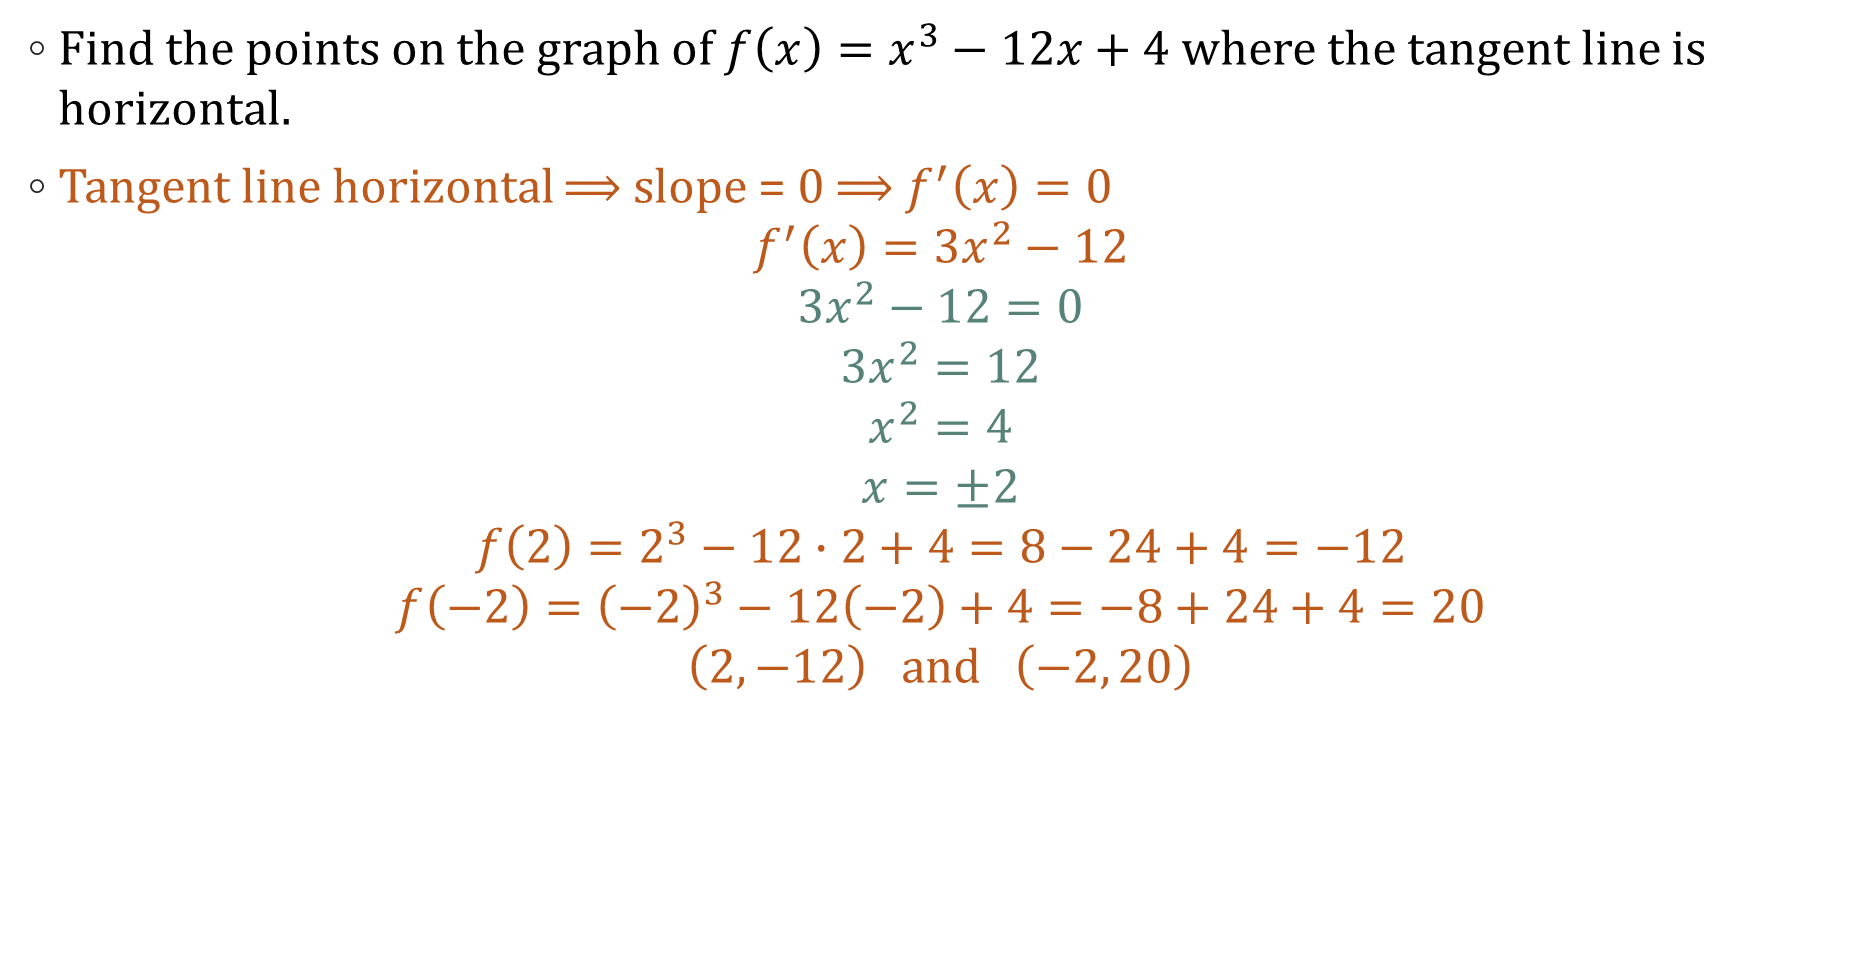 ◦ Find the points on the graph of f(x) = x³ − 12x + 4 where the tangent line is
horizontal.
◦ Tangent line horizontal ⟹ slope = 0 ⟹ f′(x) = 0
f′(x) = 3x² − 12
3x² − 12 = 0
3x² = 12
x² = 4
x = ±2
f(2) = 2³ − 12 · 2 + 4 = 8 − 24 + 4 = −12
f(−2) = (−2)³ − 12(−2) + 4 = −8 + 24 + 4 = 20
(2, −12) and (−2, 20)